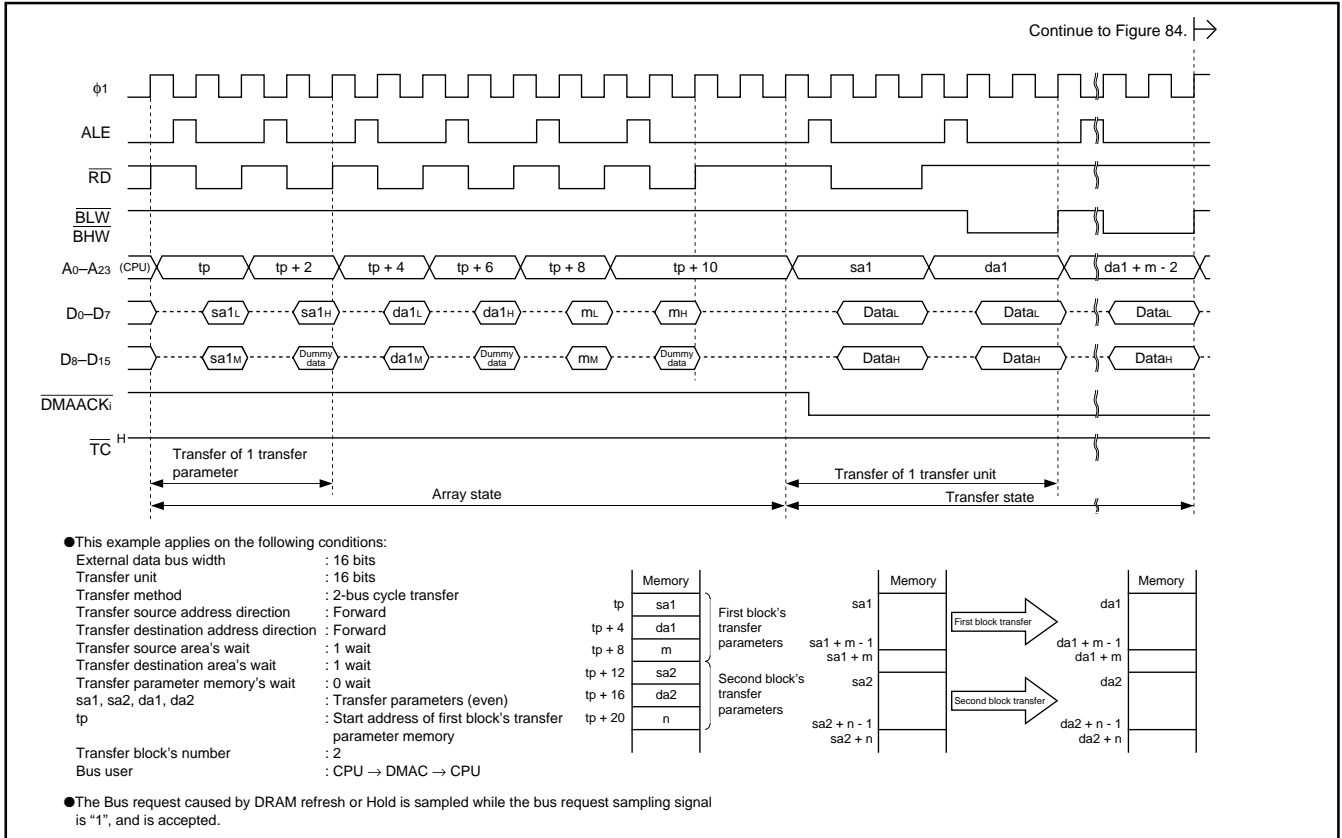 Continue to Figure 84.
ϕ1
ALE
RD
BLW
BHW
A0–A23 (CPU) tp tp + 2 tp + 4 tp + 6 tp + 8 tp + 10 sa1 da1 da1 + m - 2
D0–D7 sa1L sa1H da1L da1H mL mH DataL DataL DataL
D8–D15 sa1M Dummy data da1M Dummy data mM Dummy data DataH DataH DataH
DMAACKi
TC H
Transfer of 1 transfer
parameter
Transfer of 1 transfer unit
Array state
Transfer state
●This example applies on the following conditions:
External data bus width : 16 bits
Transfer unit : 16 bits
Transfer method : 2-bus cycle transfer
Transfer source address direction : Forward
Transfer destination address direction : Forward
Transfer source area's wait : 1 wait
Transfer destination area's wait : 1 wait
Transfer parameter memory's wait : 0 wait
sa1, sa2, da1, da2 : Transfer parameters (even)
tp : Start address of first block's transfer
parameter memory
Transfer block's number : 2
Bus user : CPU → DMAC → CPU
●The Bus request caused by DRAM refresh or Hold is sampled while the bus request sampling signal
is “1”, and is accepted.
Memory
tp sa1
tp + 4 da1
tp + 8 m
tp + 12 sa2
tp + 16 da2
tp + 20 n
First block's
transfer
parameters
Second block's
transfer
parameters
Memory
sa1
sa1 + m - 1
sa1 + m
sa2
sa2 + n - 1
sa2 + n
First block transfer
Second block transfer
Memory
da1
da1 + m - 1
da1 + m
da2
da2 + n - 1
da2 + n